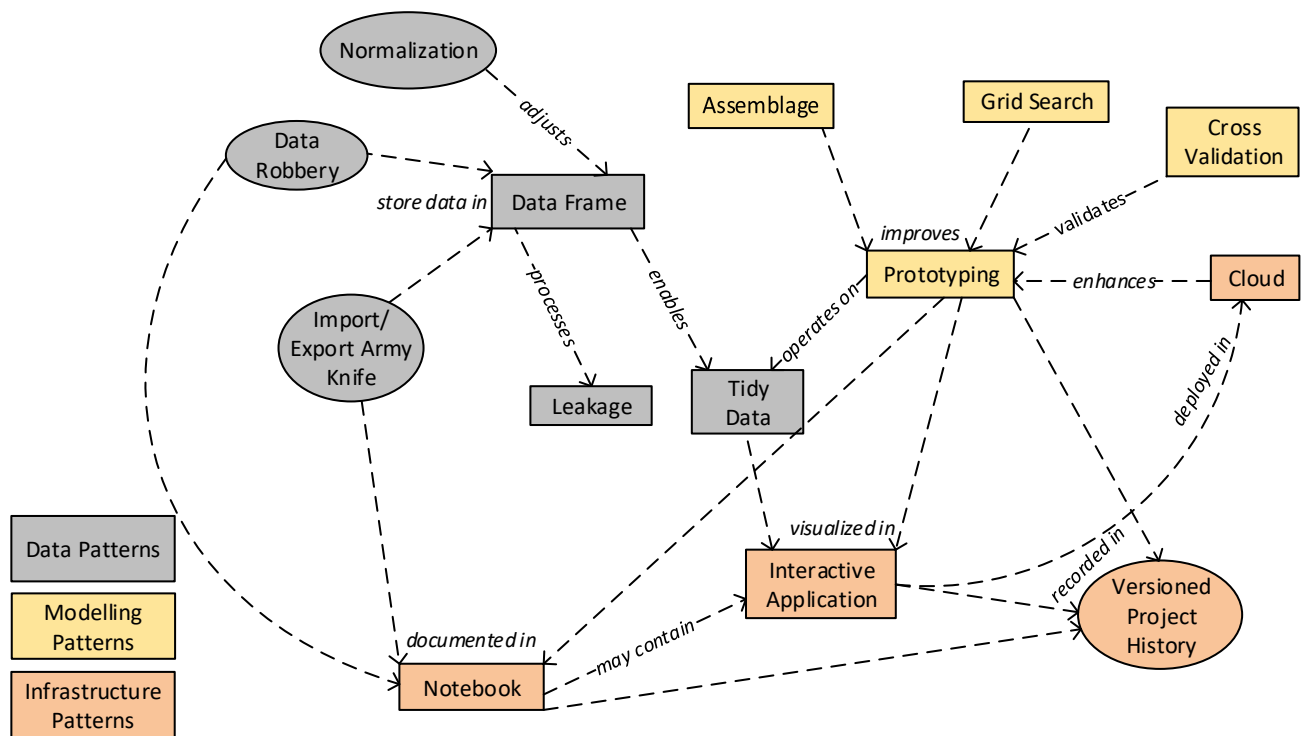 Normalization
adjusts
Assemblage
Grid Search
Cross
Validation
Data
Robbery
store data in
Data Frame
validates
improves
Prototyping
enhances
Cloud
Import/
Export Army
Knife
processes
enables
operates on
Leakage
Tidy
Data
deployed in
Data Patterns
visualized in
Interactive
Application
recorded in
Versioned
Project
History
Modelling
Patterns
documented in
may contain
Notebook
Infrastructure
Patterns